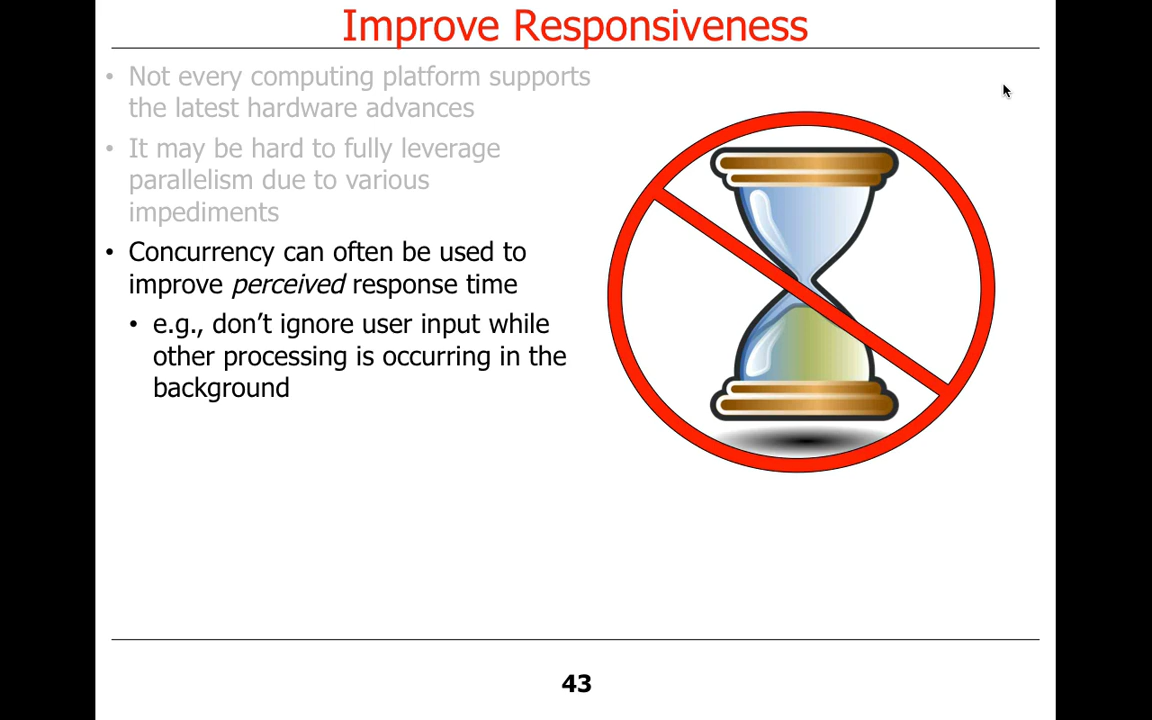 Improve Responsiveness
• Not every computing platform supports
the latest hardware advances
• It may be hard to fully leverage
parallelism due to various
impediments
• Concurrency can often be used to
improve perceived response time
• e.g., don’t ignore user input while
other processing is occurring in the
background
43